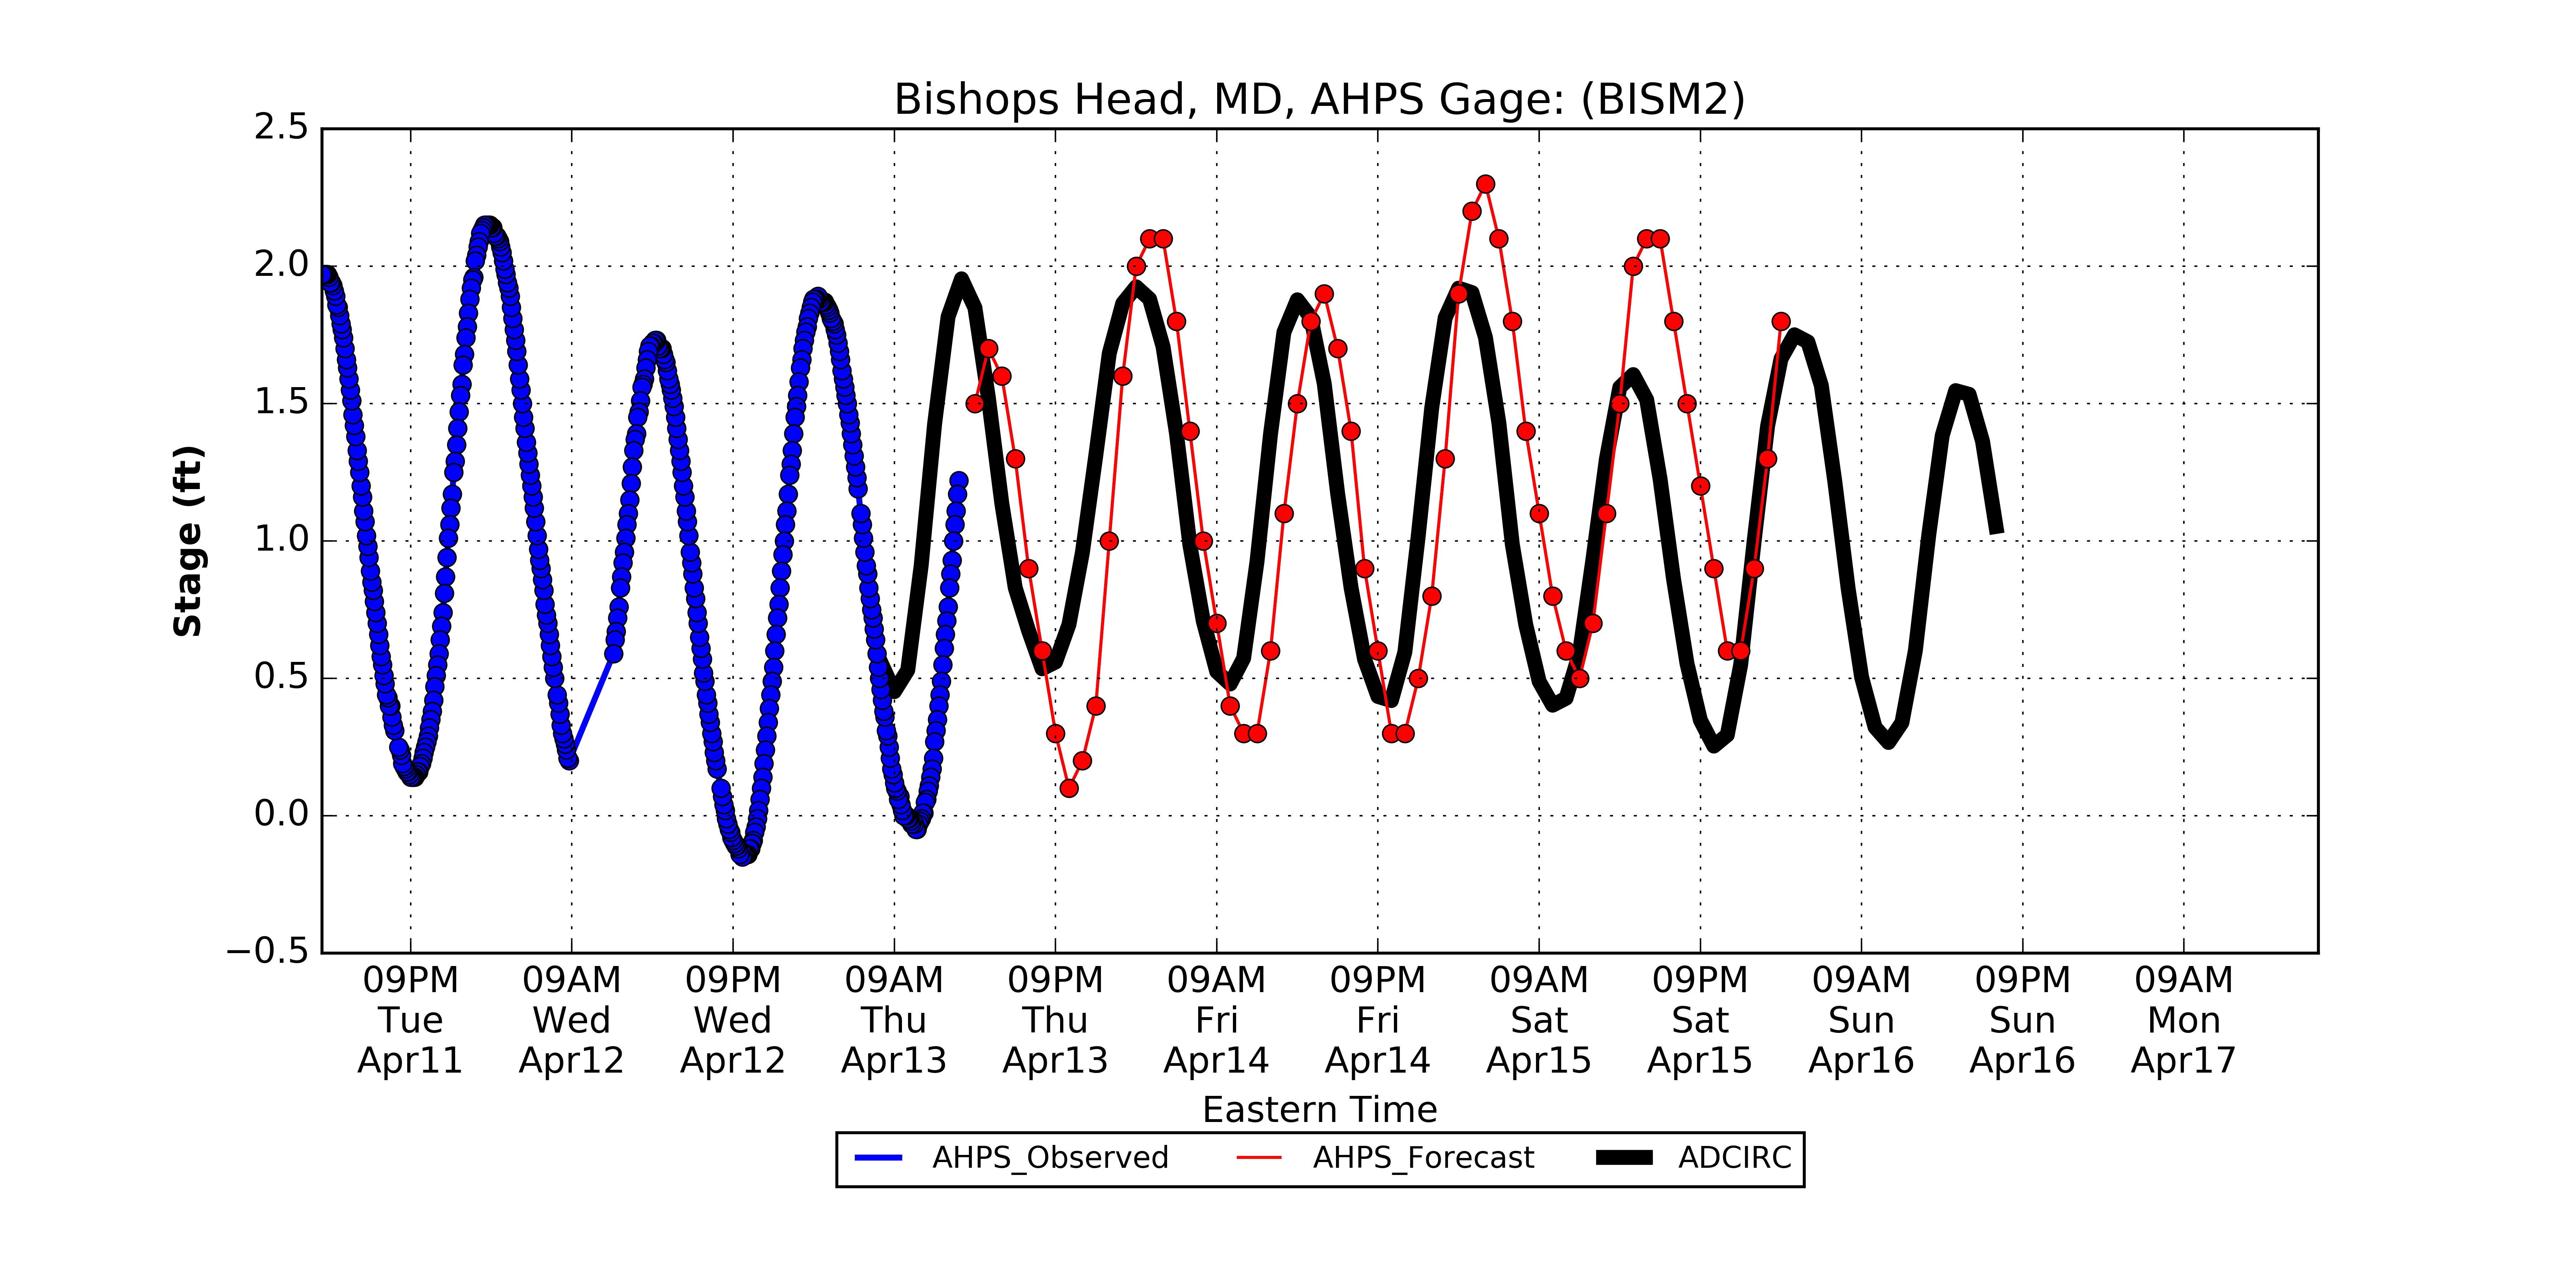 Bishops Head, MD, AHPS Gage: (BISM2)
2.5
2.0
1.5
1.0
0.5
0.0
−0.5
Stage (ft)
09PM 09AM 09PM 09AM 09PM 09AM 09PM 09AM 09PM 09AM 09PM 09AM
Tue Wed Wed Thu Thu Fri Fri Sat Sat Sun Sun Mon
Apr11 Apr12 Apr12 Apr13 Apr13 Apr14 Apr14 Apr15 Apr15 Apr16 Apr16 Apr17
Eastern Time
AHPS_Observed AHPS_Forecast ADCIRC